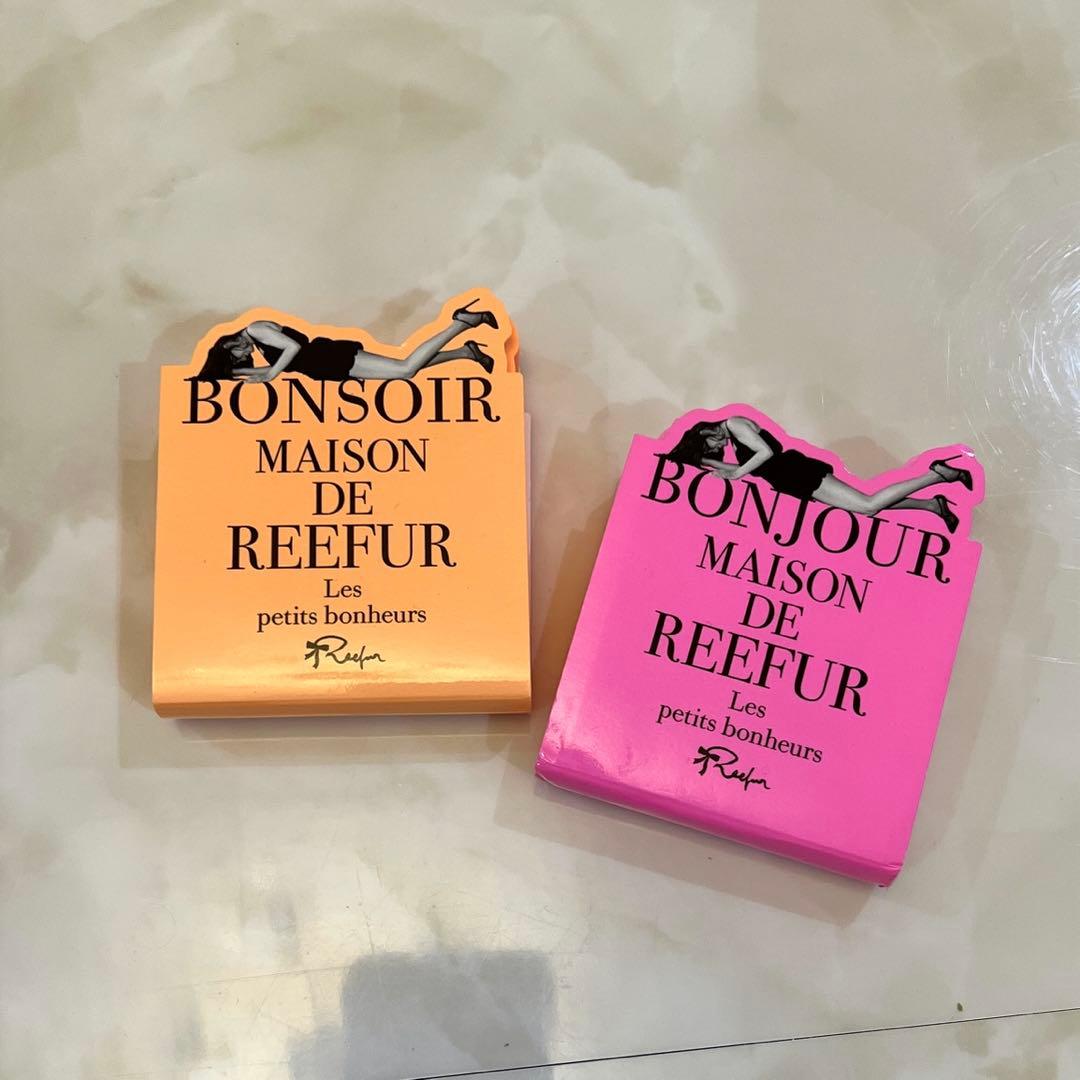 BONSOIR
MAISON
DE
REEFUR
Les
petits bonheurs
Reefur
BONJOUR
MAISON
DE
REEFUR
Les
petits bonheurs
Reefur